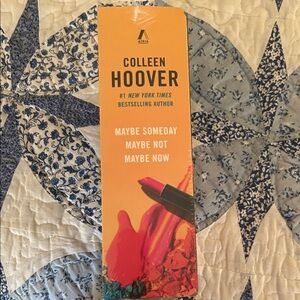 COLLEEN
HOOVER
#1 NEW YORK TIMES
BESTSELLING AUTHOR
MAYBE SOMEDAY
MAYBE NOT
MAYBE NOW